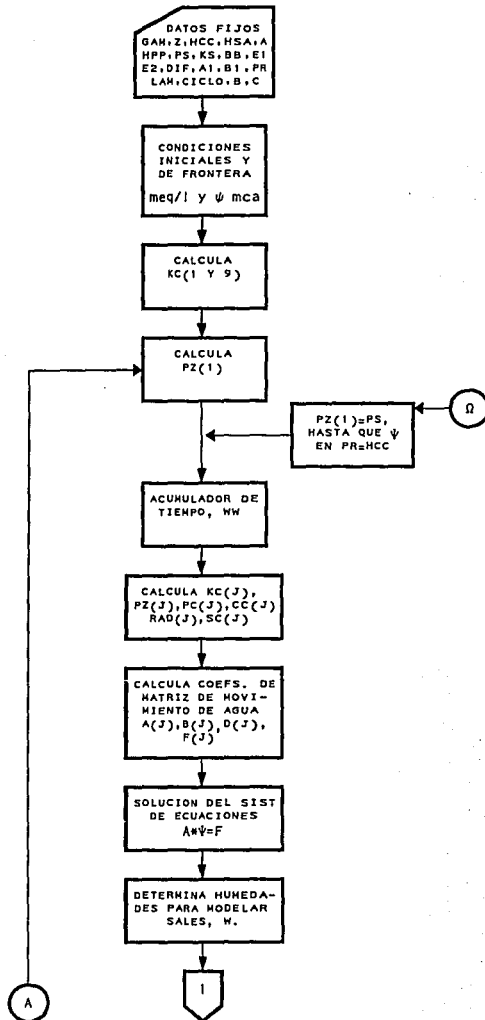 DATOS FIJOS
GAM,Z,HCC,HSA,A
HPP,PS,KS,BB,E1
E2,DIF,A1,B1,PR
LAM,CICLO,B,C
CONDICIONES
INICIALES Y
DE FRONTERA
meq/l y ψ mca
CALCULA
KC(1 Y 9)
CALCULA
PZ(1)
Ω
PZ(1)=PS,
HASTA QUE ψ
EN PR=HCC
ACUMULADOR DE
TIEMPO, WW
CALCULA KC(J),
PZ(J),PC(J),CC(J)
RAD(J),SC(J)
CALCULA COEFS. DE
MATRIZ DE MOVI-
MIENTO DE AGUA
A(J),B(J),D(J),
F(J)
SOLUCION DEL SIST
DE ECUACIONES
A*Ψ=F
DETERMINA HUMEDA-
DES PARA MODELAR
SALES, W.
1
A